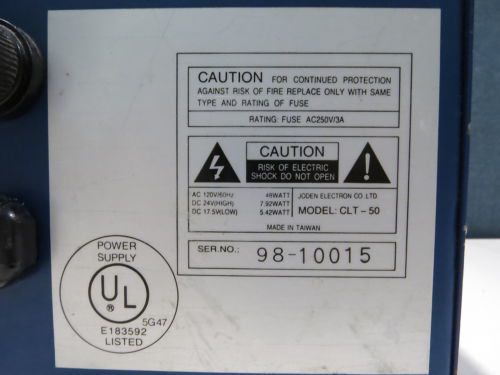 CAUTION FOR CONTINUED PROTECTION
AGAINST RISK OF FIRE REPLACE ONLY WITH SAME
TYPE AND RATING OF FUSE
RATING: FUSE AC250V/3A
CAUTION
RISK OF ELECTRIC
SHOCK DO NOT OPEN
AC 120V/60Hz 48WATT
DC 24V(HIGH) 7.92WATT
DC 17.5V(LOW) 5.42WATT
JODEN ELECTRON CO.,LTD.
MODEL: CLT-50
MADE IN TAIWAN
SER.NO.: 98-10015
POWER
SUPPLY
UL
®
5G47
E183592
LISTED